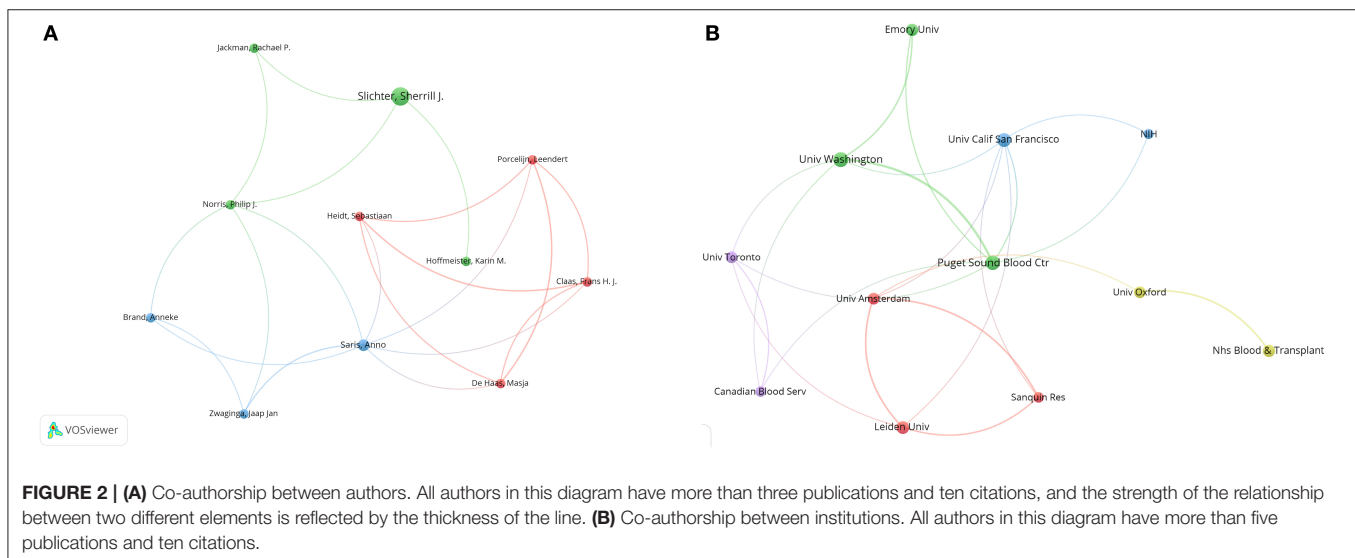 A
Jackman, Rachael P.
Slichter, Sherrill J.
Porcelijn, Leendert
Norris, Philip J.
Heidt, Sebastiaan
Hoffmeister, Karin M.
Claas, Frans H. J.
Brand, Anneke
Saris, Anno
De Haas, Masja
Zwaginga, Jaap Jan
VOSviewer
B
Emory Univ
NIH
Univ Calif San Francisco
Univ Washington
Univ Toronto
Puget Sound Blood Ctr
Univ Oxford
Univ Amsterdam
Nhs Blood & Transplant
Canadian Blood Serv
Sanquin Res
Leiden Univ
FIGURE 2 | (A) Co-authorship between authors. All authors in this diagram have more than three publications and ten citations, and the strength of the relationship
between two different elements is reflected by the thickness of the line. (B) Co-authorship between institutions. All authors in this diagram have more than five
publications and ten citations.